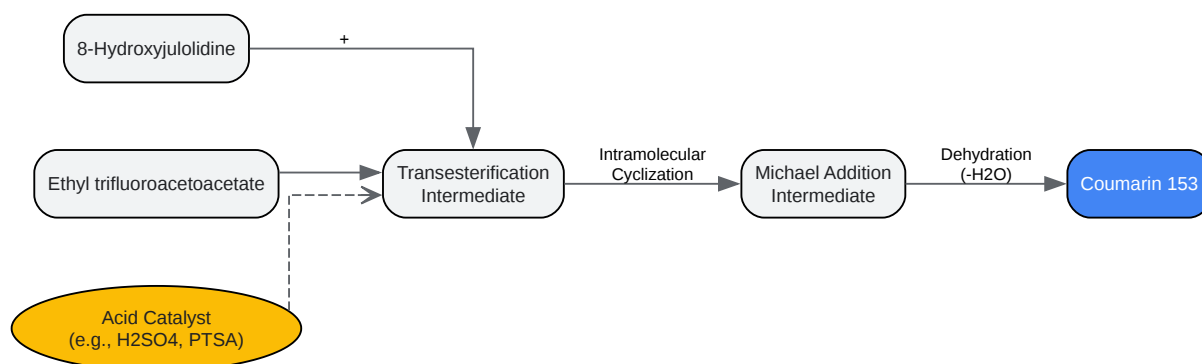 8-Hydroxyjulolidine
+
Ethyl trifluoroacetoacetate
Transesterification
Intermediate
Intramolecular
Cyclization
Michael Addition
Intermediate
Dehydration
(-H2O)
Coumarin 153
Acid Catalyst
(e.g., H2SO4, PTSA)